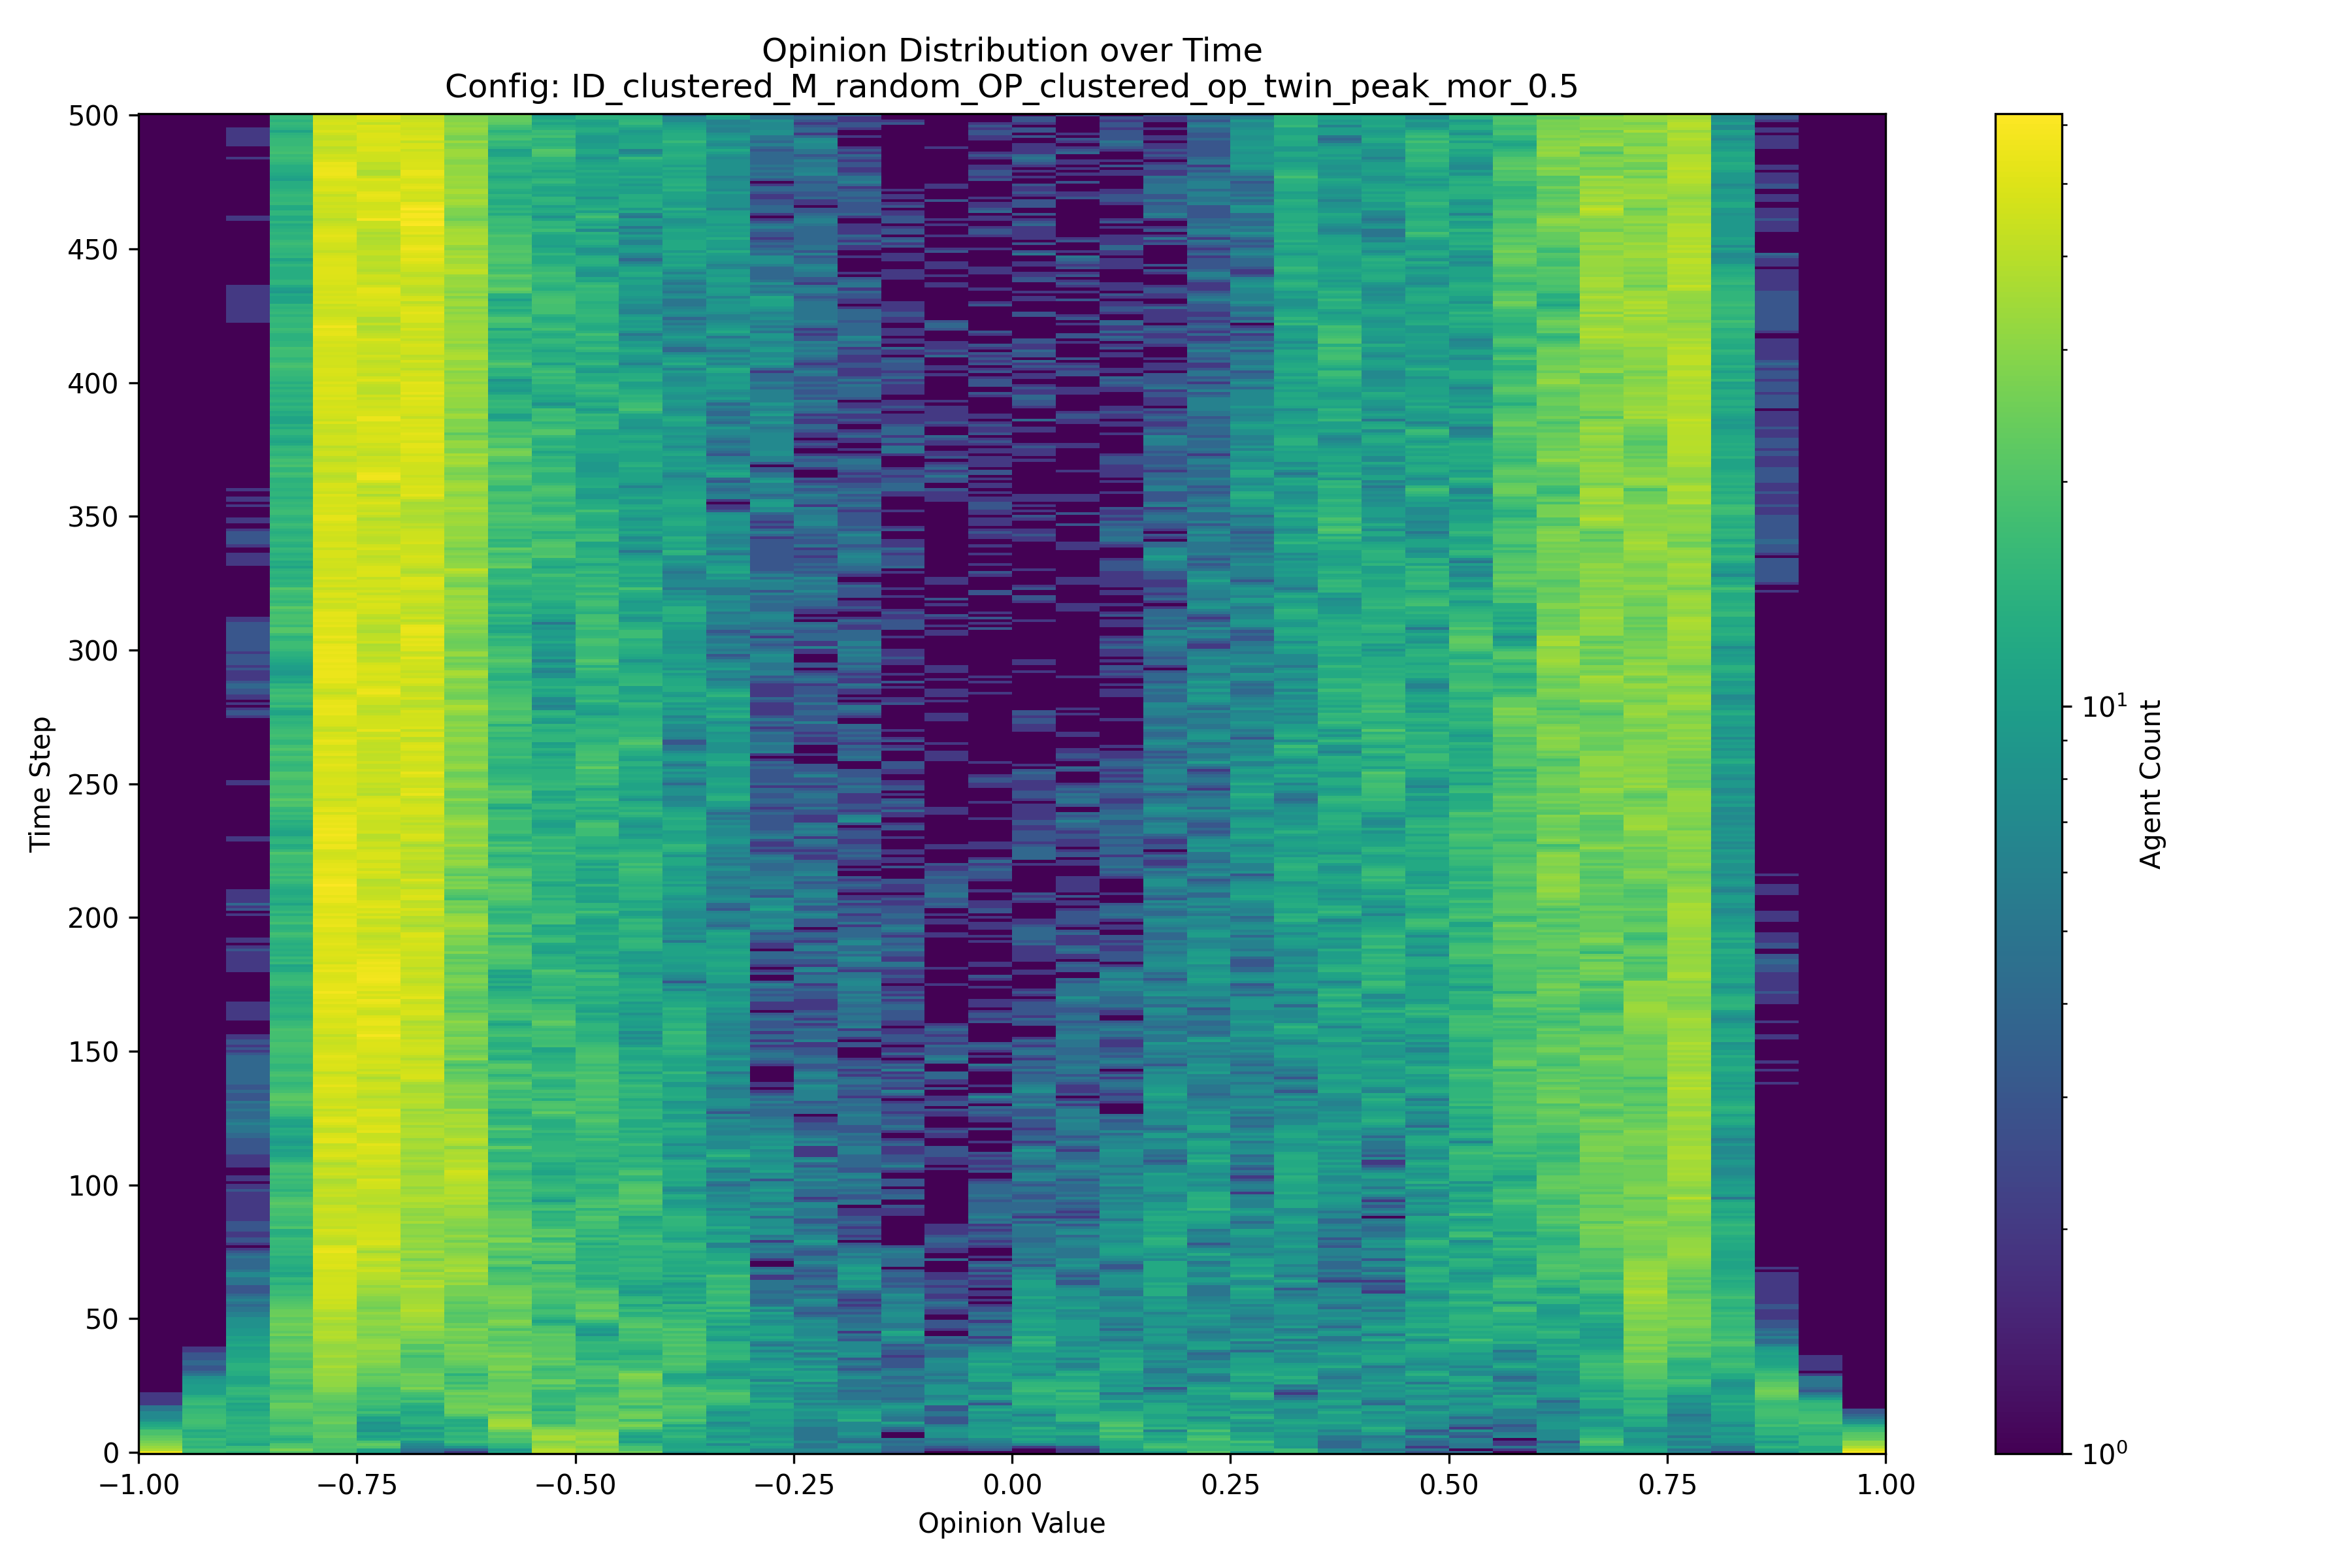 Opinion Distribution over Time
Config: ID_clustered_M_random_OP_clustered_op_twin_peak_mor_0.5
500
450
400
350
300
250
200
150
100
50
0
Time Step
−1.00 −0.75 −0.50 −0.25 0.00 0.25 0.50 0.75 1.00
Opinion Value
10¹
10⁰
Agent Count